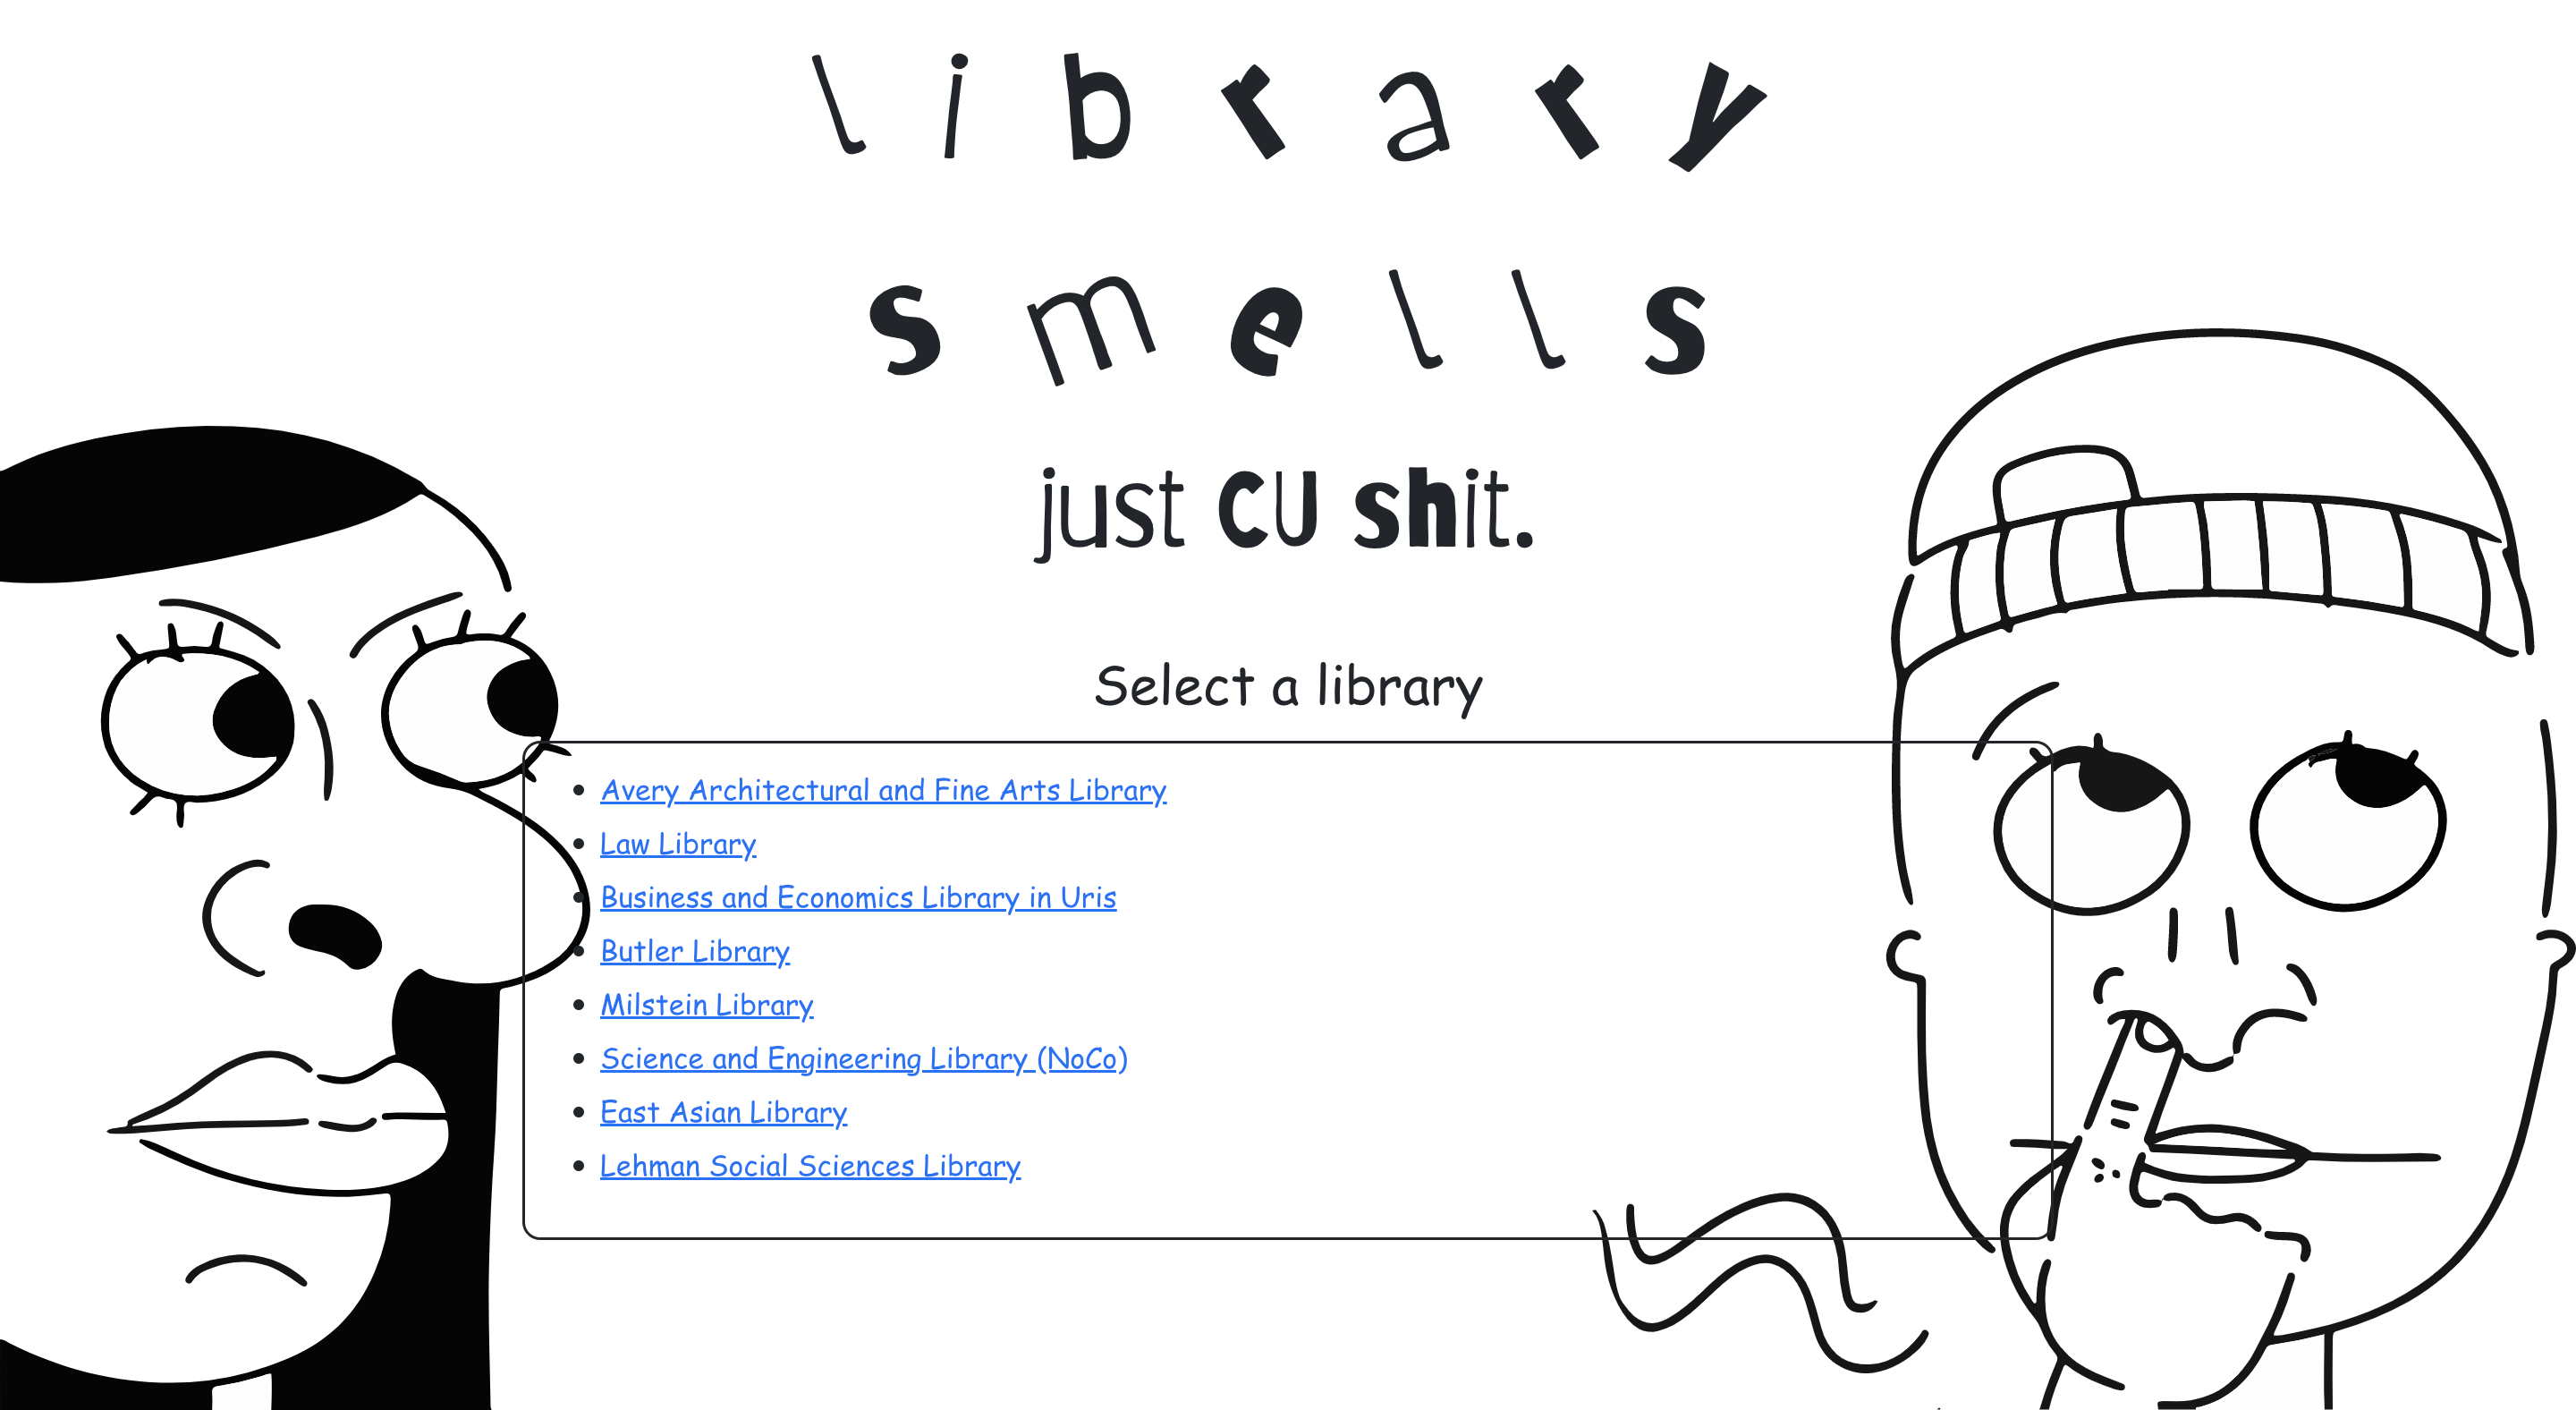 library
smells
just CU shit.
Select a library
Avery Architectural and Fine Arts Library
Law Library
Business and Economics Library in Uris
Butler Library
Milstein Library
Science and Engineering Library (NoCo)
East Asian Library
Lehman Social Sciences Library